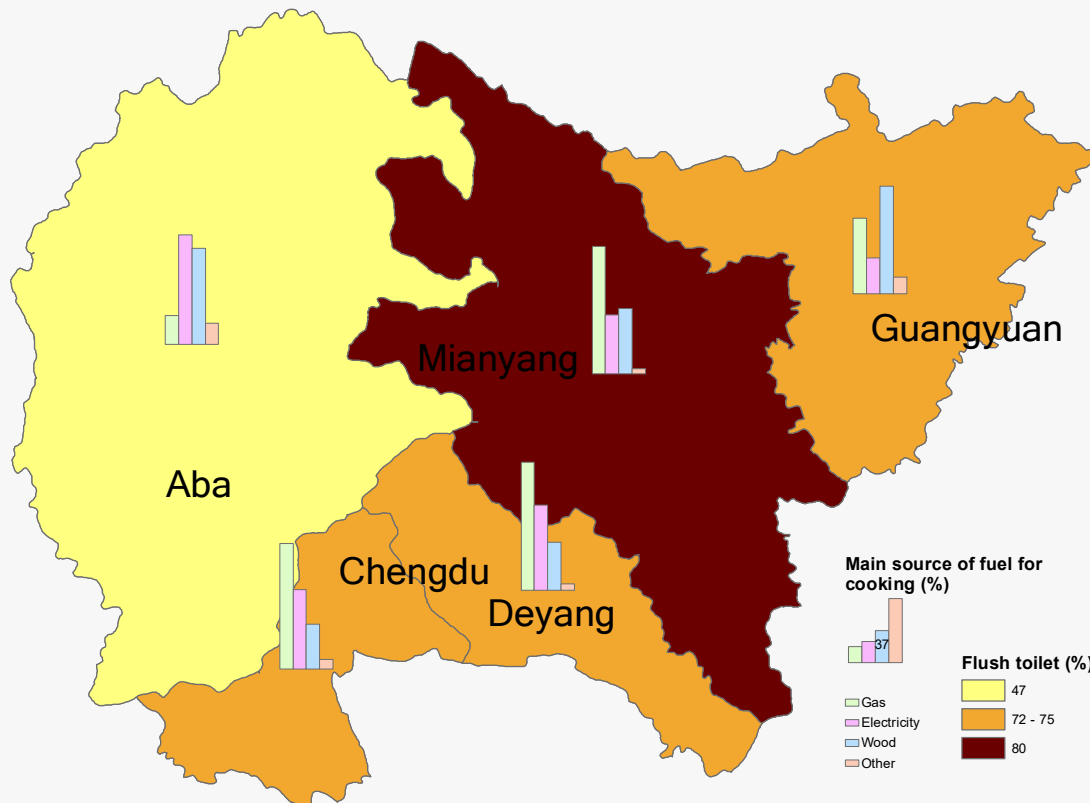 Guangyuan
Mianyang
Aba
Chengdu
Deyang
Main source of fuel for
cooking (%)
37
Gas
Electricity
Wood
Other
Flush toilet (%)
47
72 - 75
80